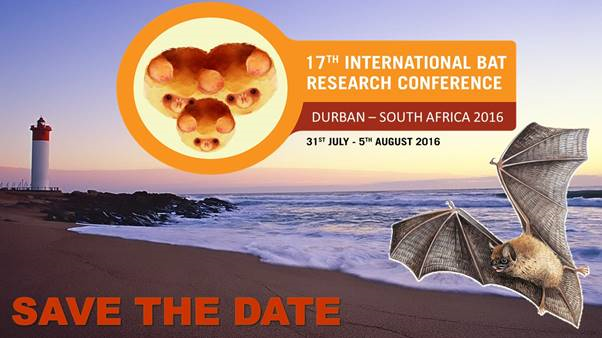 17TH INTERNATIONAL BAT
RESEARCH CONFERENCE
DURBAN – SOUTH AFRICA 2016
31ST JULY - 5TH AUGUST 2016
SAVE THE DATE